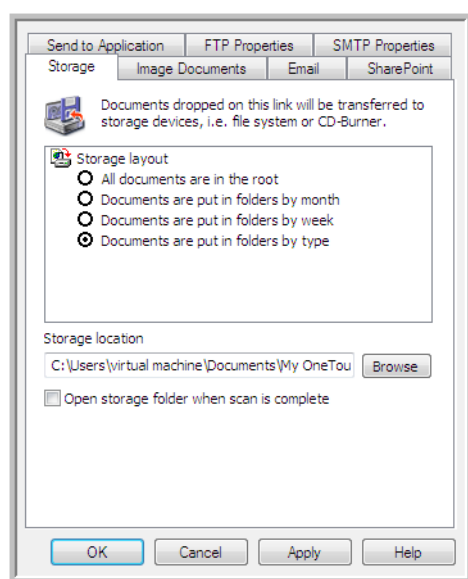 Send to Application FTP Properties SMTP Properties
Storage Image Documents Email SharePoint
Documents dropped on this link will be transferred to
storage devices, i.e. file system or CD-Burner.
Storage layout
All documents are in the root
Documents are put in folders by month
Documents are put in folders by week
Documents are put in folders by type
Storage location
C:\Users\virtual machine\Documents\My OneTou Browse
Open storage folder when scan is complete
OK Cancel Apply Help